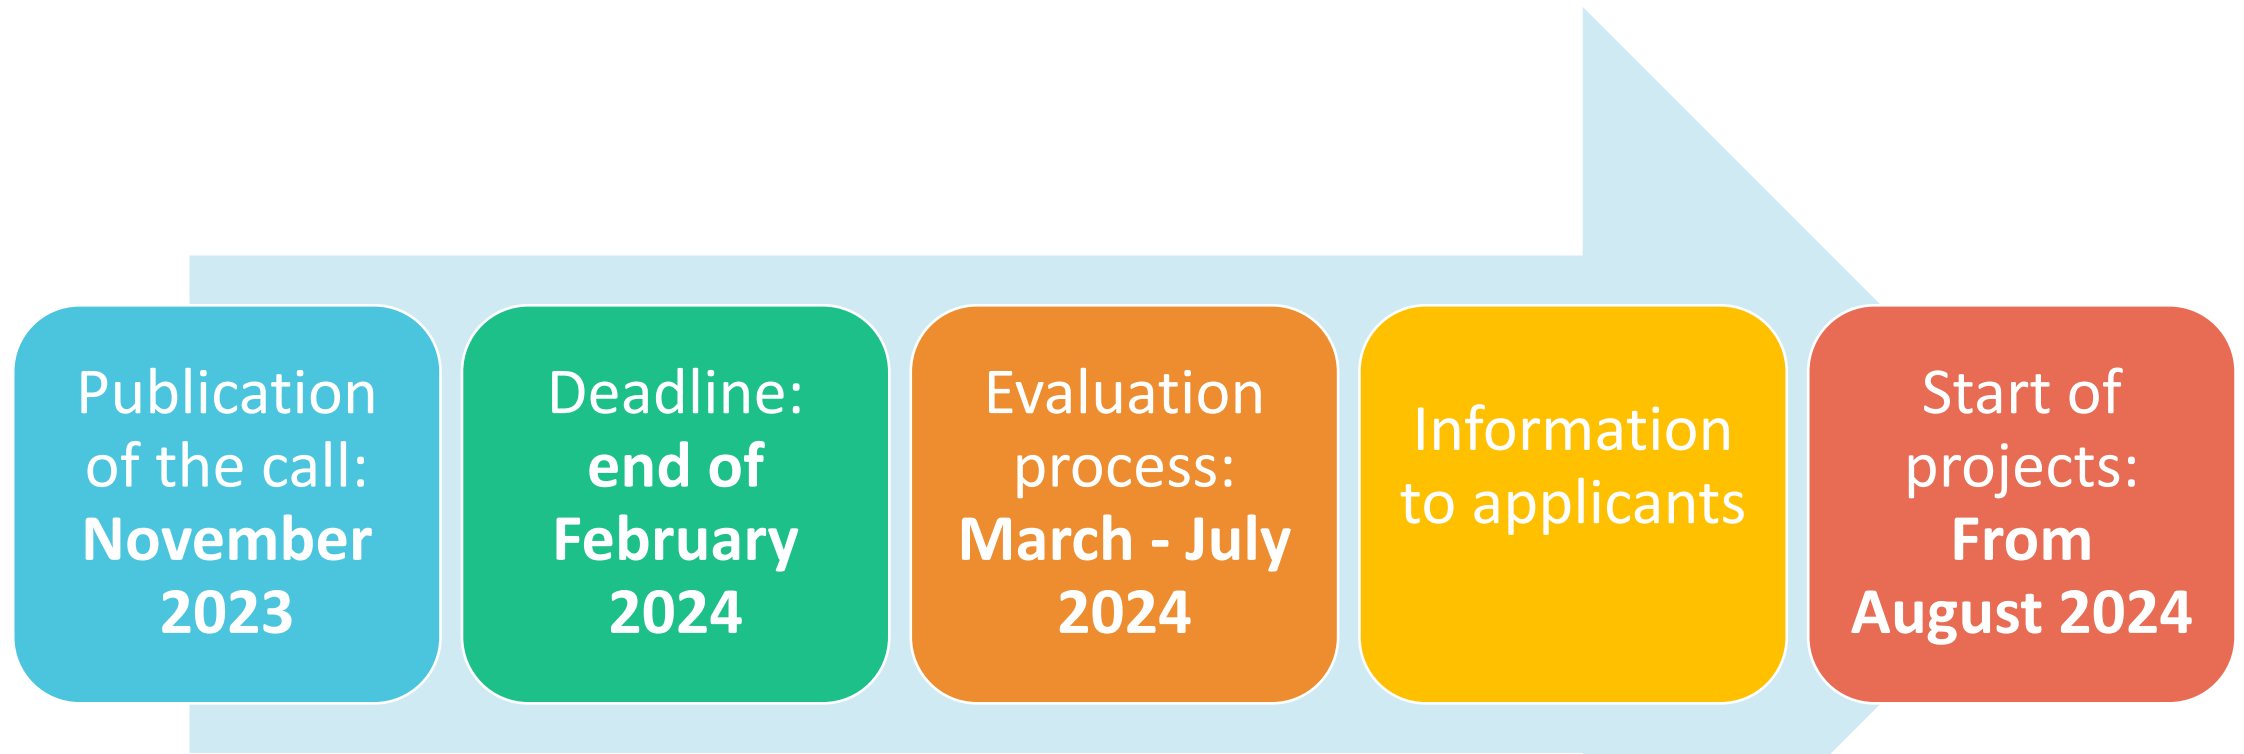 Publication
of the call:
November
2023
Deadline:
end of
February
2024
Evaluation
process:
March - July
2024
Information
to applicants
Start of
projects:
From
August 2024